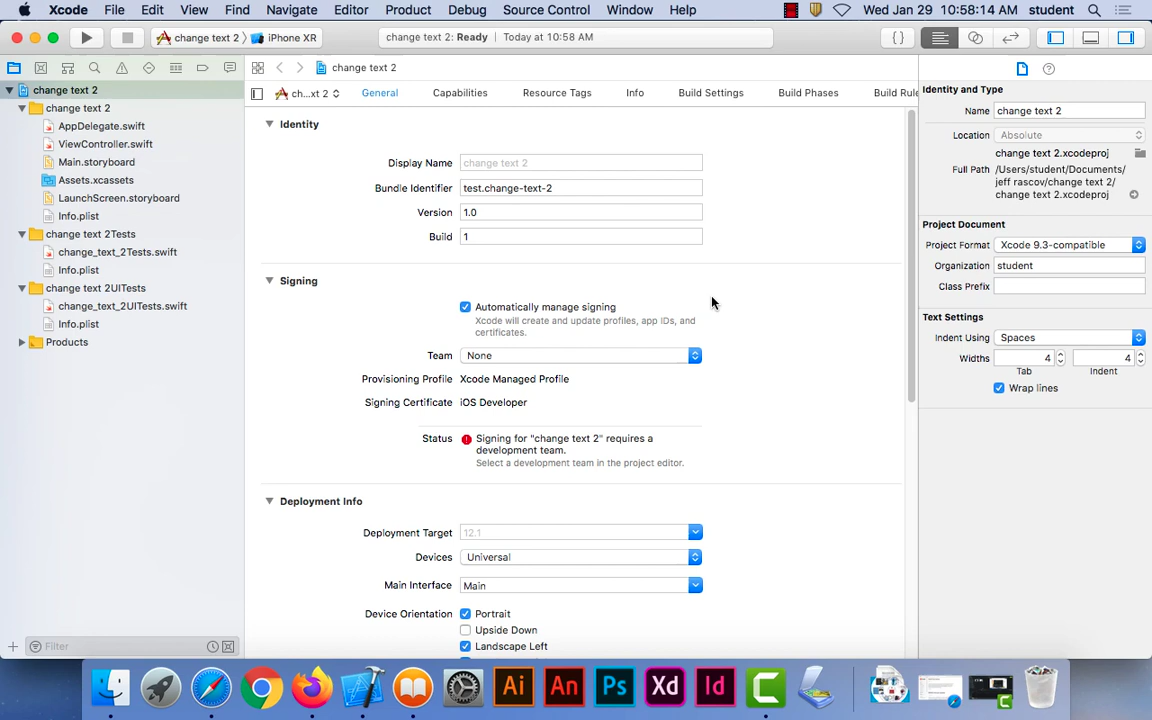 Xcode File Edit View Find Navigate Editor Product Debug Source Control Window Help Wed Jan 29 10:58:14 AM student
change text 2 〉 iPhone XR change text 2: Ready | Today at 10:58 AM { }
change text 2 change text 2
ch...xt 2 General Capabilities Resource Tags Info Build Settings Build Phases Build Rule
change text 2
AppDelegate.swift
ViewController.swift
Main.storyboard
Assets.xcassets
LaunchScreen.storyboard
Info.plist
change text 2Tests
change_text_2Tests.swift
Info.plist
change text 2UITests
change_text_2UITests.swift
Info.plist
Products
Filter
Identity
Display Name change text 2
Bundle Identifier test.change-text-2
Version 1.0
Build 1
Signing
Automatically manage signing
Xcode will create and update profiles, app IDs, and
certificates.
Team None
Provisioning Profile Xcode Managed Profile
Signing Certificate iOS Developer
Status Signing for "change text 2" requires a
development team.
Select a development team in the project editor.
Deployment Info
Deployment Target 12.1
Devices Universal
Main Interface Main
Device Orientation Portrait
Upside Down
Landscape Left
Identity and Type
Name change text 2
Location Absolute
change text 2.xcodeproj
Full Path /Users/student/Documents/
jeff rascov/change text 2/
change text 2.xcodeproj
Project Document
Project Format Xcode 9.3-compatible
Organization student
Class Prefix
Text Settings
Indent Using Spaces
Widths 4 4
Tab Indent
Wrap lines
Ai An Ps Xd Id C